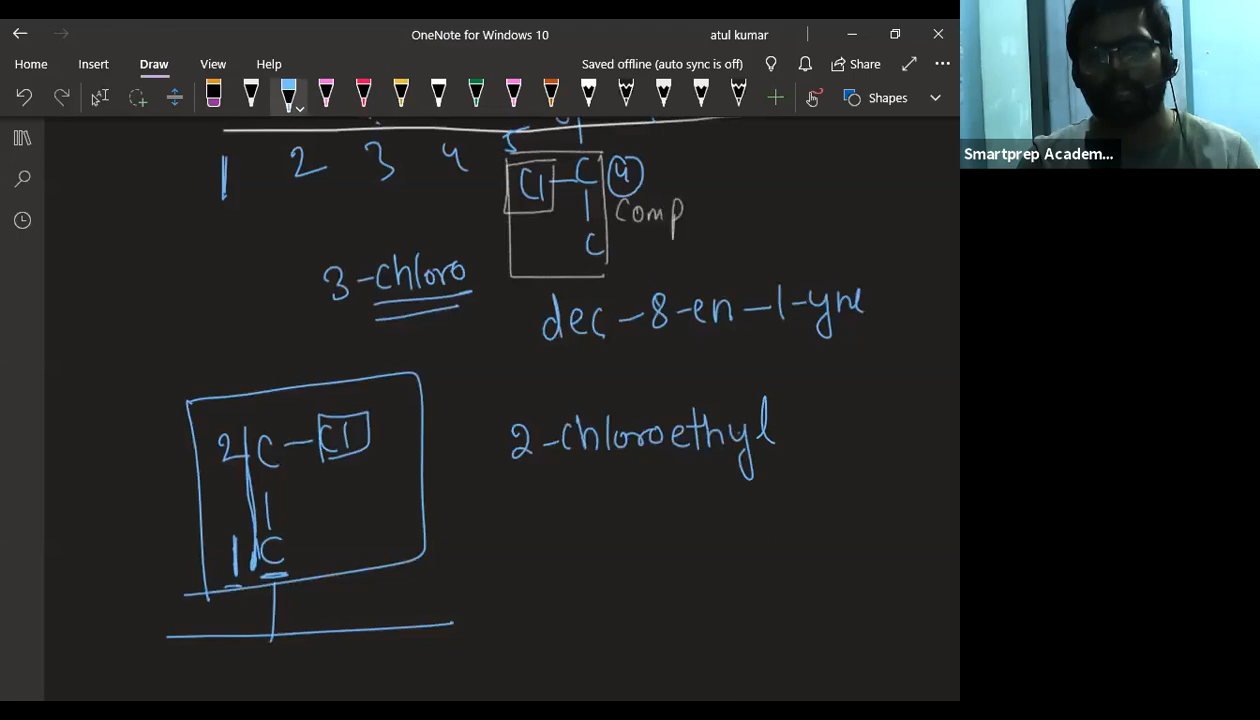 OneNote for Windows 10
atul kumar
Home Insert Draw View Help
Saved offline (auto sync is off)
Share
Shapes
Smartprep Academ...
1 2 3 4 5
Cl-C 4
comp
C
3-chloro
dec-8-en-1-yne
2 C-Cl
2-chloroethyl
1 C